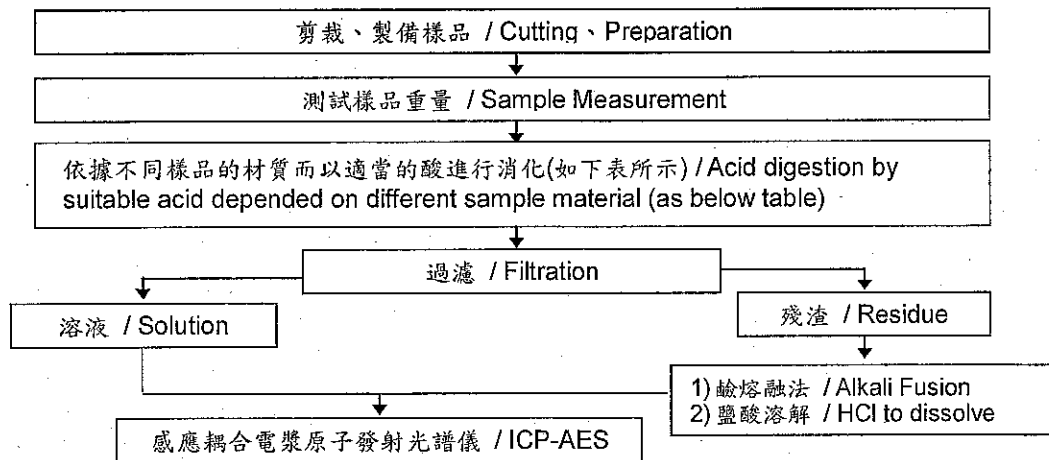 剪裁、製備樣品 / Cutting、Preparation
測試樣品重量 / Sample Measurement
依據不同樣品的材質而以適當的酸進行消化(如下表所示) / Acid digestion by
suitable acid depended on different sample material (as below table)
過濾 / Filtration
溶液 / Solution
殘渣 / Residue
1) 鹼熔融法 / Alkali Fusion
2) 鹽酸溶解 / HCl to dissolve
感應耦合電漿原子發射光譜儀 / ICP-AES